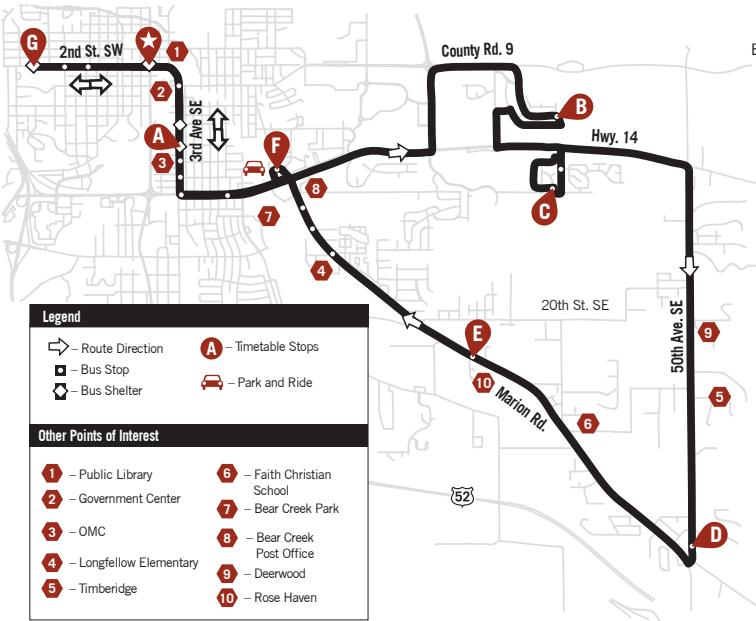 G
2nd St. SW
1
2
3rd Ave SE
A
3
F
8
7
4
County Rd. 9
B
Hwy. 14
C
20th St. SE
50th Ave. SE
9
5
E
10
Marion Rd.
6
52
D
Legend
– Route Direction
– Bus Stop
– Bus Shelter
A – Timetable Stops
– Park and Ride
Other Points of Interest
1 – Public Library
2 – Government Center
3 – OMC
4 – Longfellow Elementary
5 – Timberidge
6 – Faith Christian
School
7 – Bear Creek Park
8 – Bear Creek
Post Office
9 – Deerwood
10 – Rose Haven